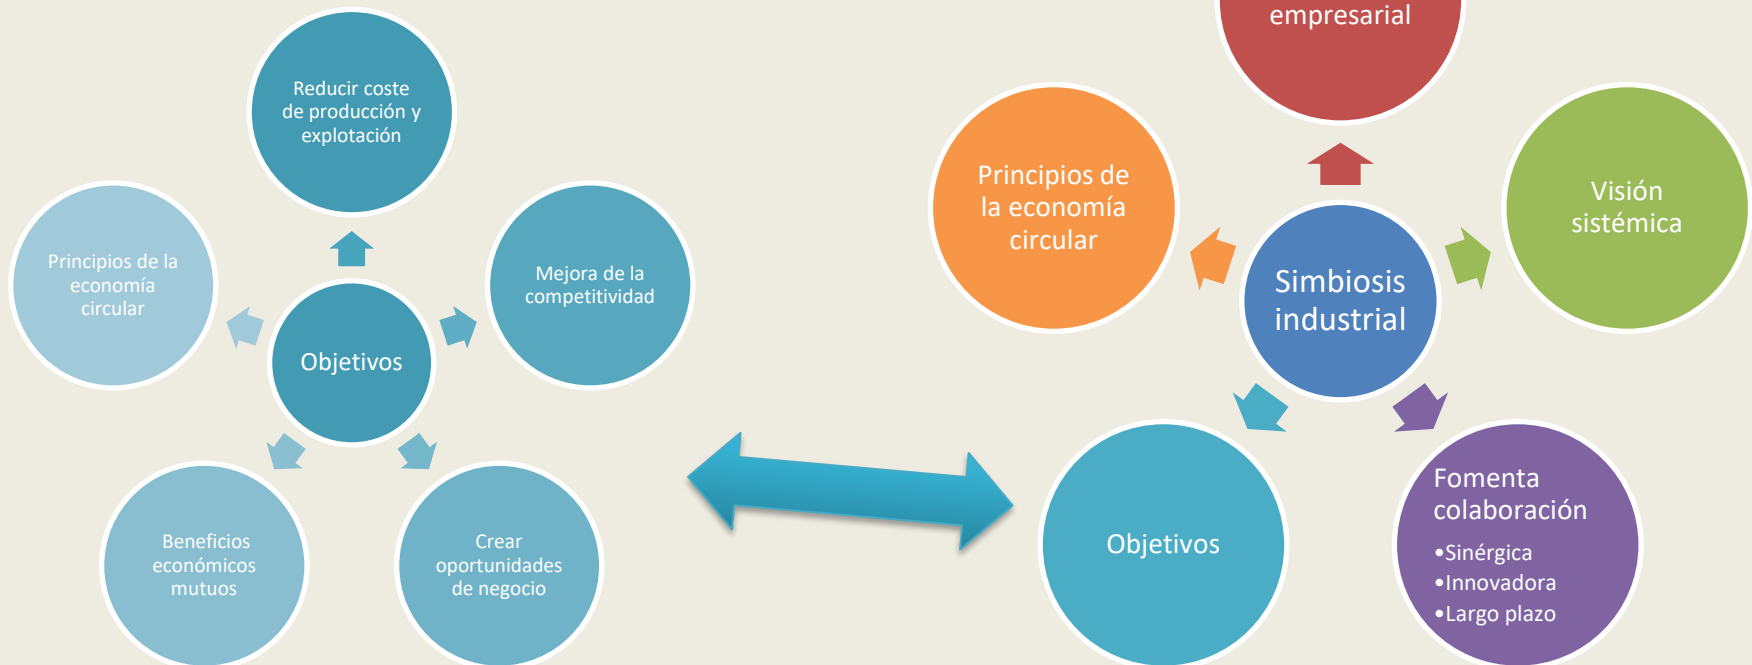 Reducir coste
de producción y
explotación
Principios de la
economía
circular
Mejora de la
competitividad
Objetivos
Beneficios
económicos
mutuos
Crear
oportunidades
de negocio
empresarial
Principios de
la economía
circular
Visión
sistémica
Simbiosis
industrial
Objetivos
Fomenta
colaboración
•Sinérgica
•Innovadora
•Largo plazo